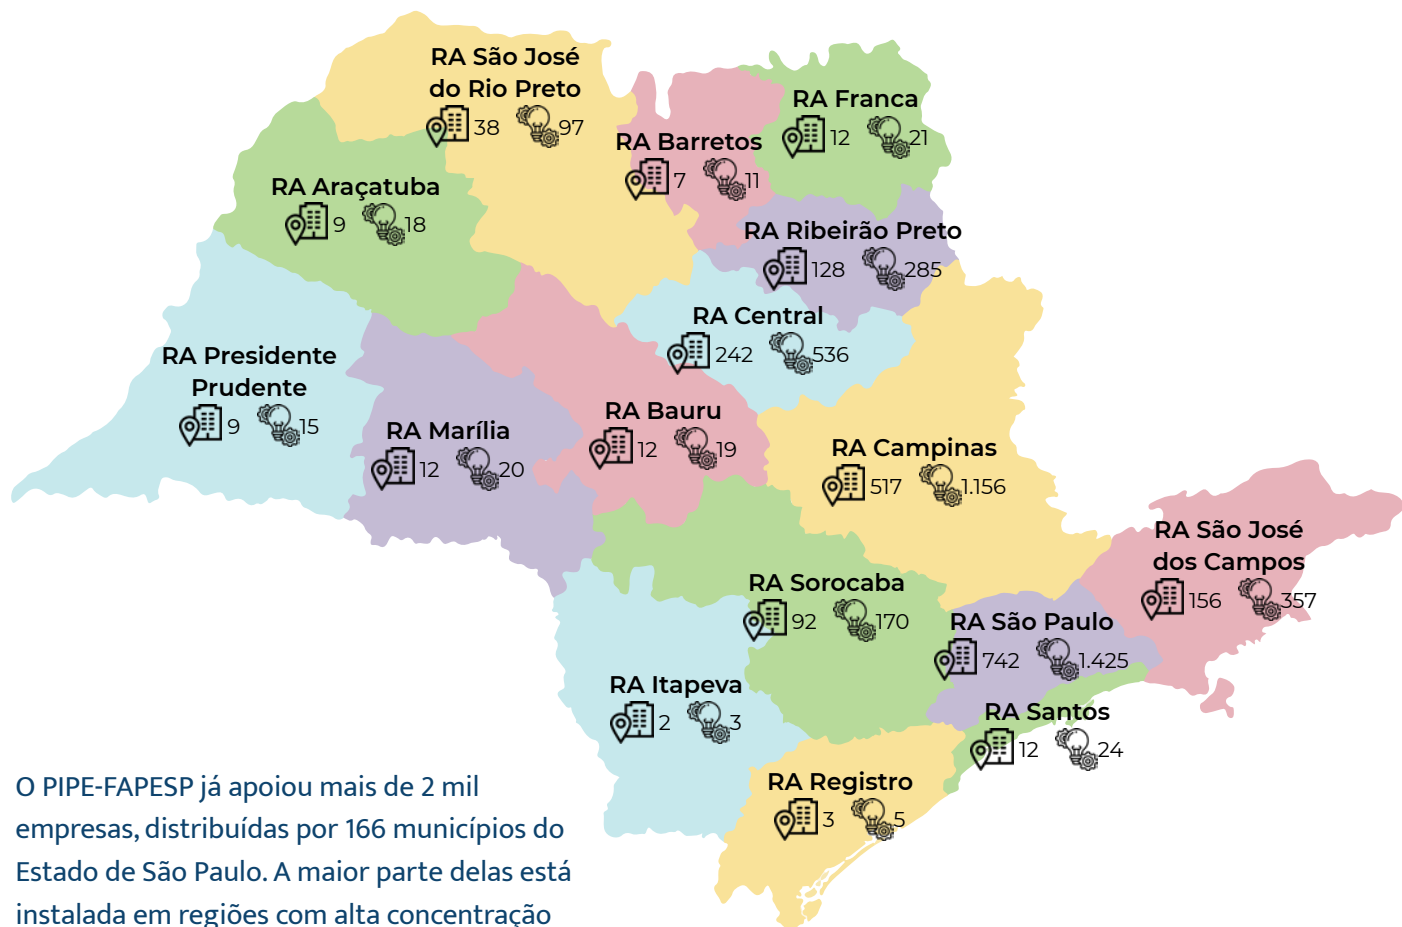 RA São José
do Rio Preto
38 97
RA Franca
12 21
RA Barretos
7 11
RA Araçatuba
9 18
RA Ribeirão Preto
128 285
RA Central
242 536
RA Presidente
Prudente
9 15
RA Marília
12 20
RA Bauru
12 19
RA Campinas
517 1.156
RA São José
dos Campos
156 357
RA Sorocaba
92 170
RA São Paulo
742 1.425
RA Itapeva
2 3
RA Santos
12 24
RA Registro
3 5
O PIPE-FAPESP já apoiou mais de 2 mil
empresas, distribuídas por 166 municípios do
Estado de São Paulo. A maior parte delas está
instalada em regiões com alta concentração